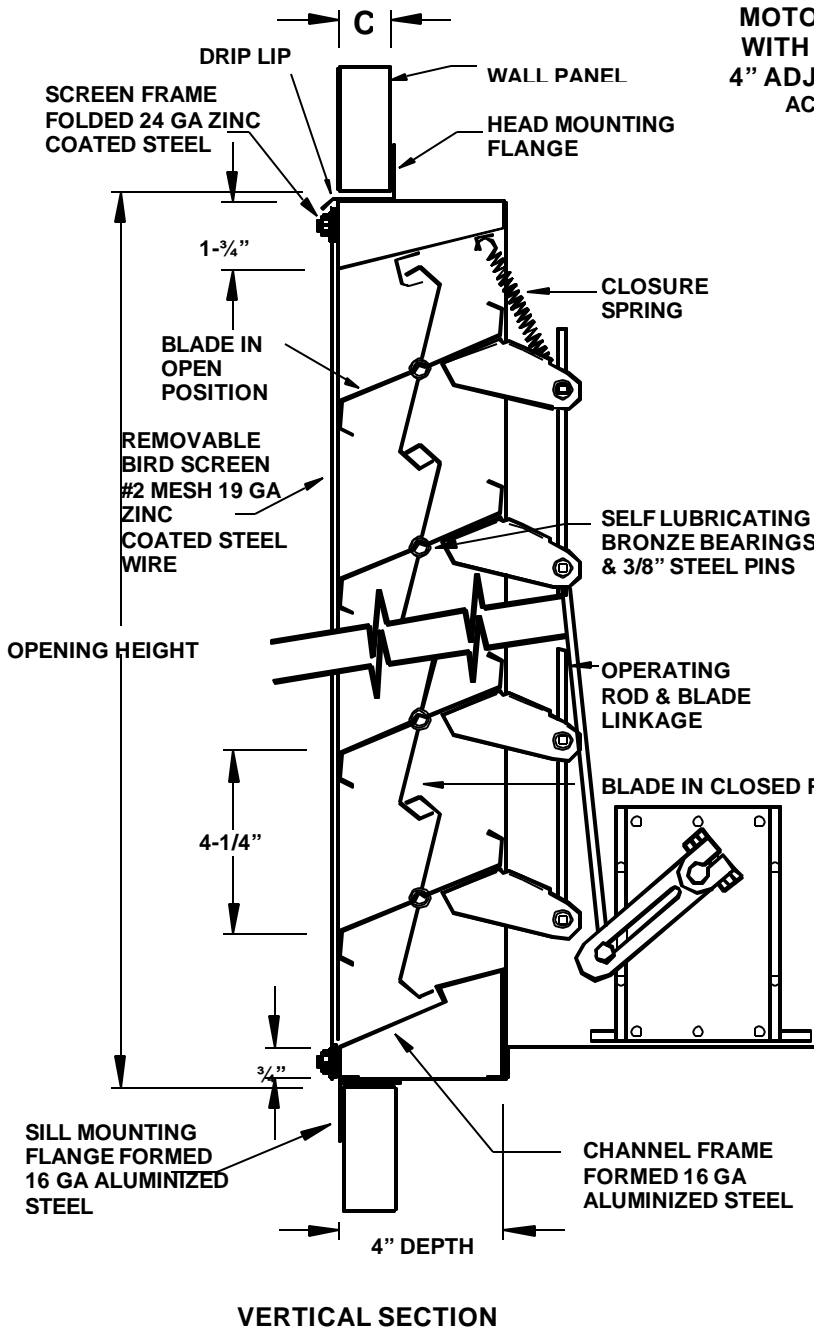 C
MOTO
WITH
4” ADJ
AC
DRIP LIP
WALL PANEL
SCREEN FRAME
FOLDED 24 GA ZINC
COATED STEEL
HEAD MOUNTING
FLANGE
1-¾”
CLOSURE
SPRING
BLADE IN
OPEN
POSITION
REMOVABLE
BIRD SCREEN
#2 MESH 19 GA
ZINC
COATED STEEL
WIRE
SELF LUBRICATING
BRONZE BEARINGS
& 3/8” STEEL PINS
OPENING HEIGHT
OPERATING
ROD & BLADE
LINKAGE
BLADE IN CLOSED P
4-1/4”
¾”
SILL MOUNTING
FLANGE FORMED
16 GA ALUMINIZED
STEEL
CHANNEL FRAME
FORMED 16 GA
ALUMINIZED STEEL
4” DEPTH
VERTICAL SECTION